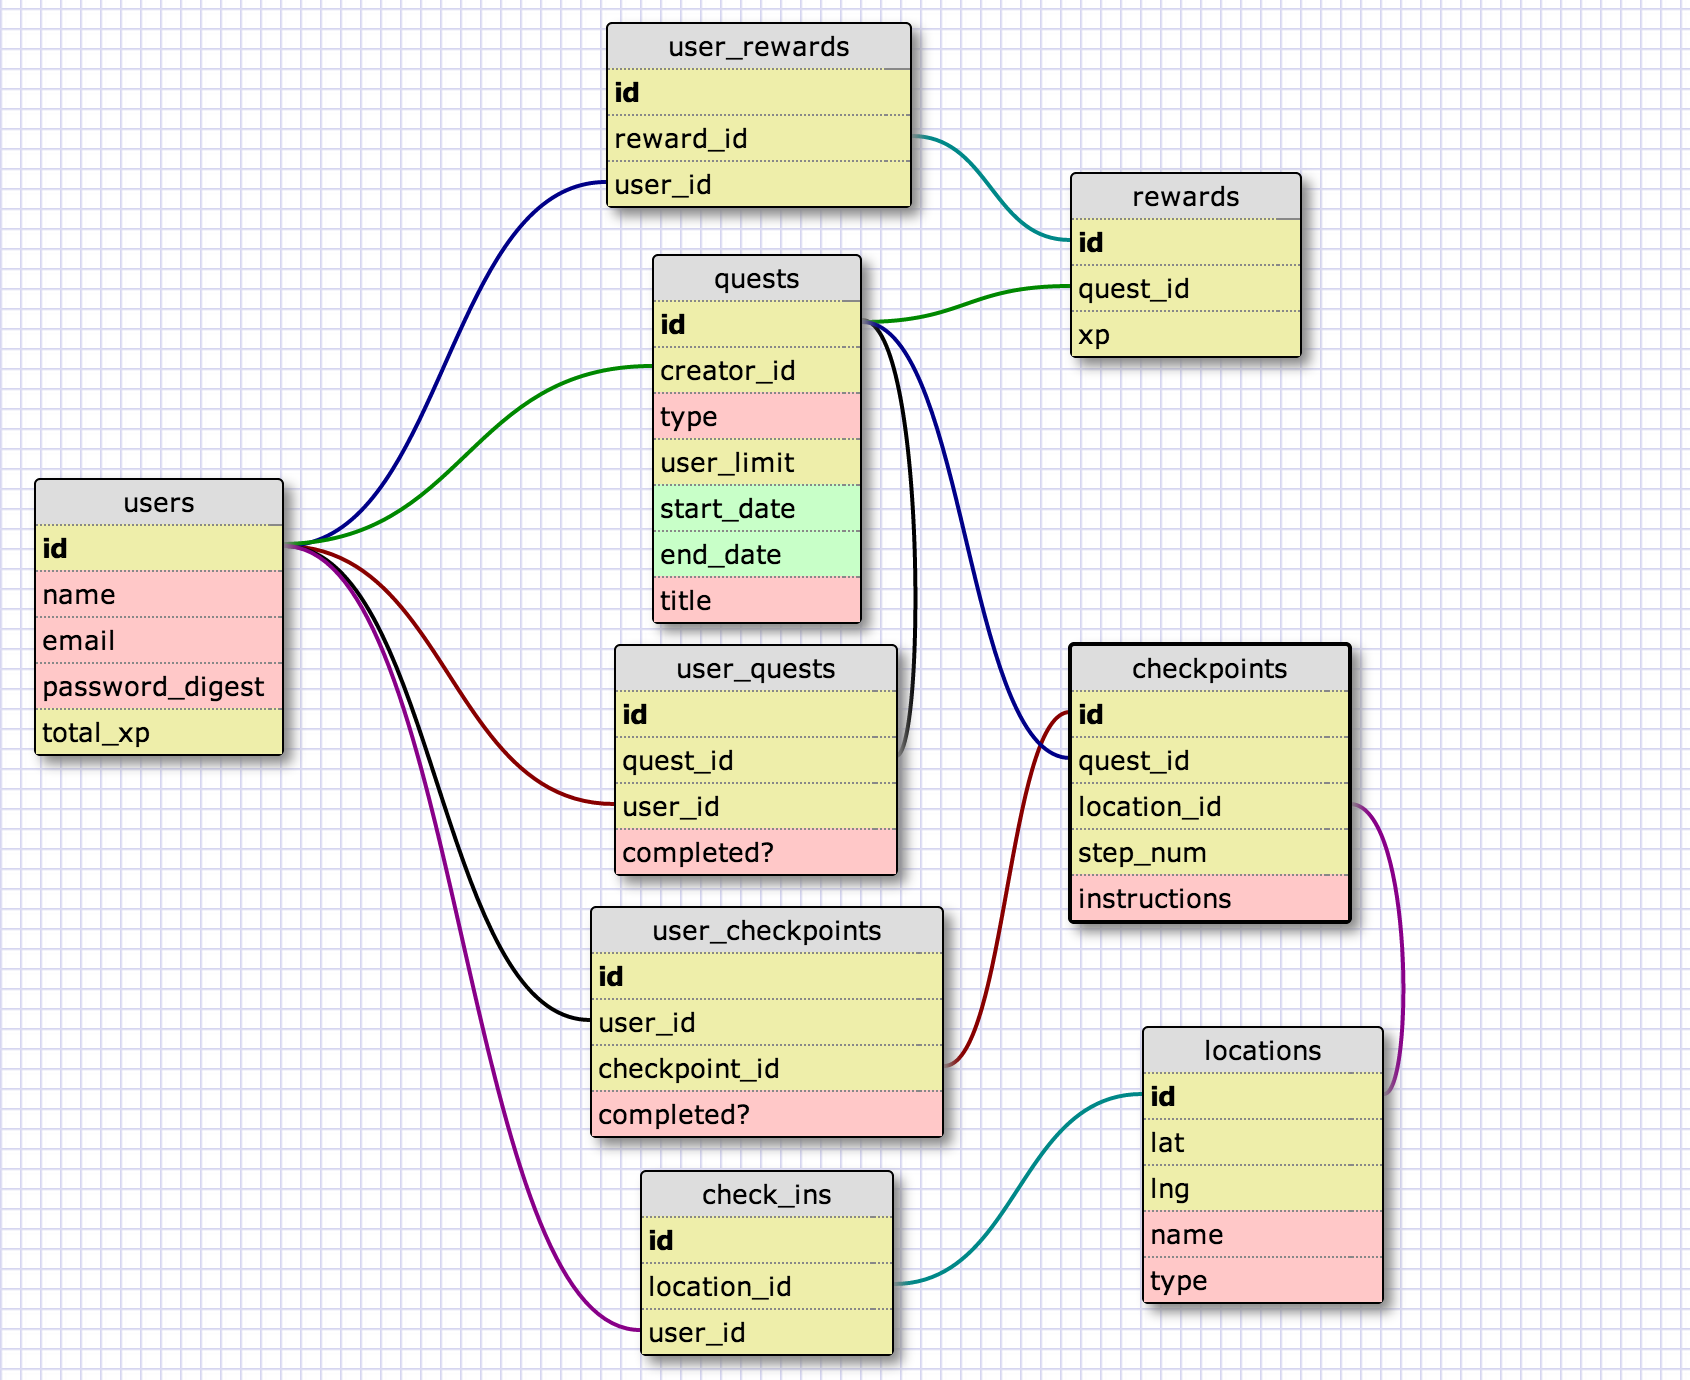 user_rewards
id
reward_id
user_id
rewards
id
quest_id
xp
quests
id
creator_id
type
user_limit
start_date
end_date
title
users
id
name
email
password_digest
total_xp
user_quests
id
quest_id
user_id
completed?
checkpoints
id
quest_id
location_id
step_num
instructions
user_checkpoints
id
user_id
checkpoint_id
completed?
locations
id
lat
lng
name
type
check_ins
id
location_id
user_id